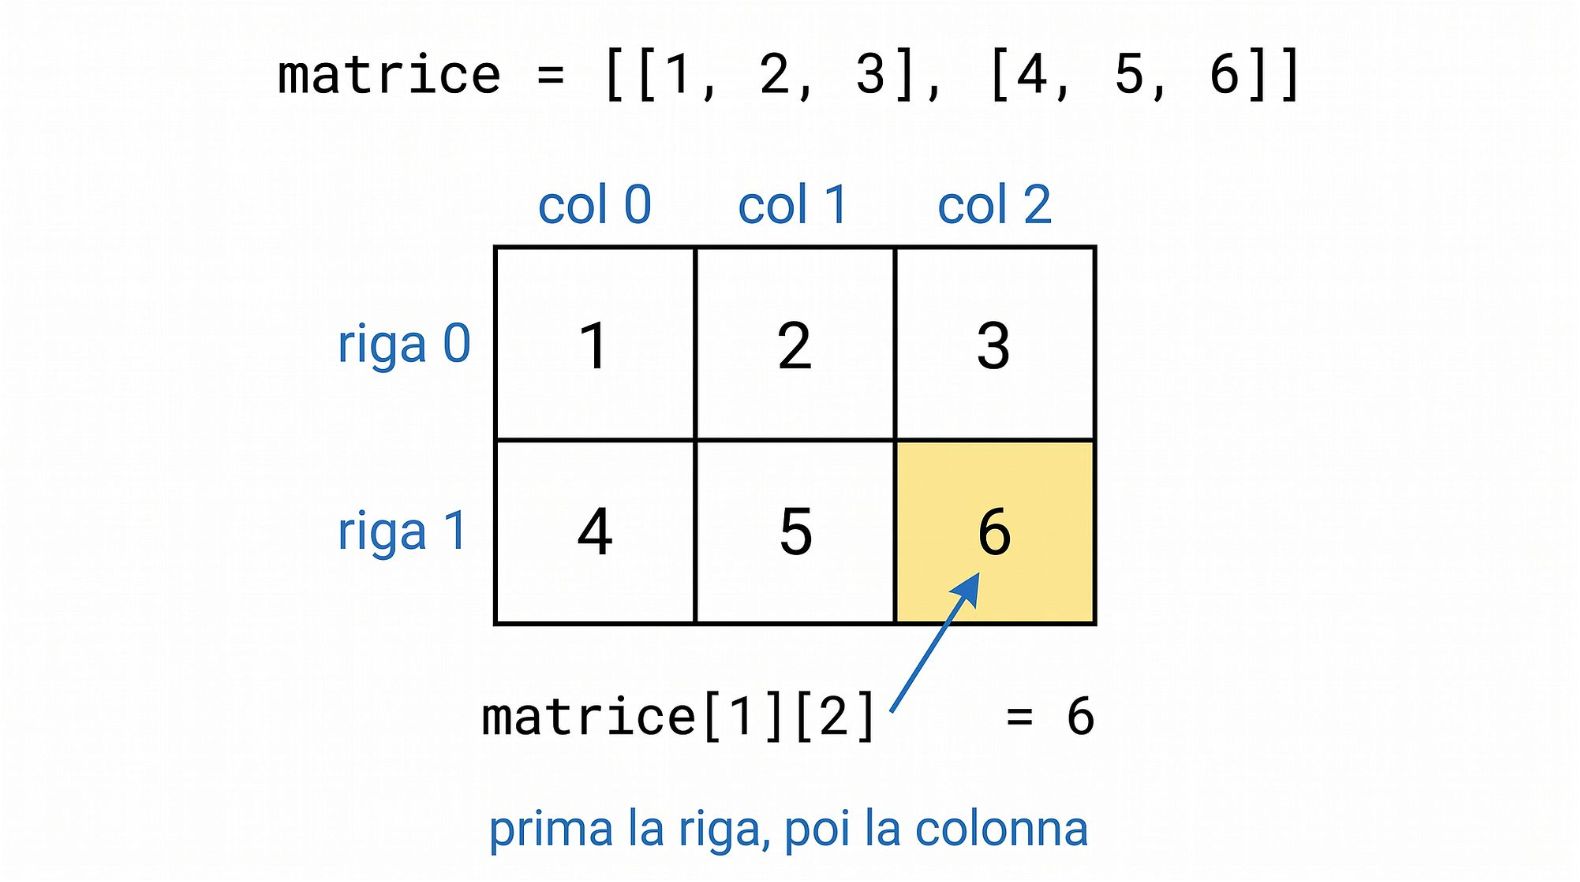 matrice = [[1, 2, 3], [4, 5, 6]]
col 0 col 1 col 2
riga 0 1 2 3
riga 1 4 5 6
matrice[1][2] = 6
prima la riga, poi la colonna